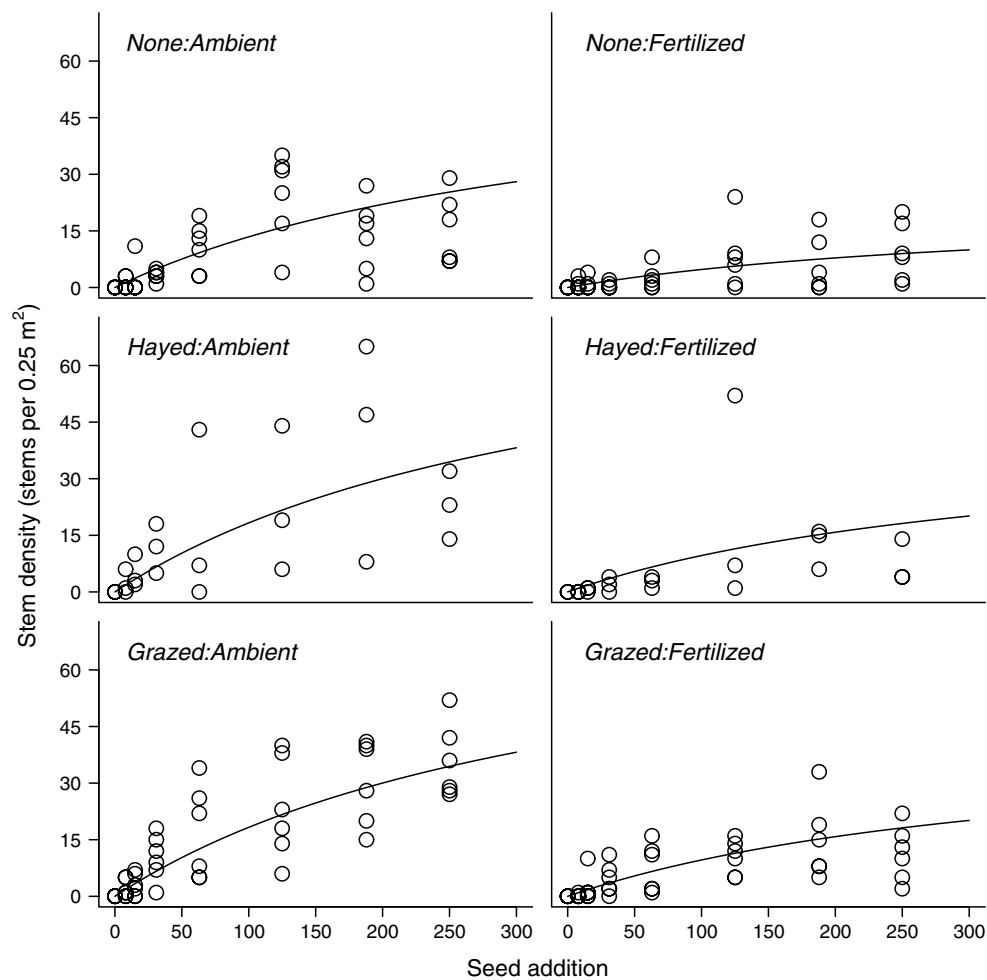 None:Ambient
None:Fertilized
60
45
30
15
0
Hayed:Ambient
Hayed:Fertilized
60
45
30
15
0
Grazed:Ambient
Grazed:Fertilized
60
45
30
15
0
0 50 100 150 200 250 300
0 50 100 150 200 250 300
Stem density (stems per 0.25 m²)
Seed addition